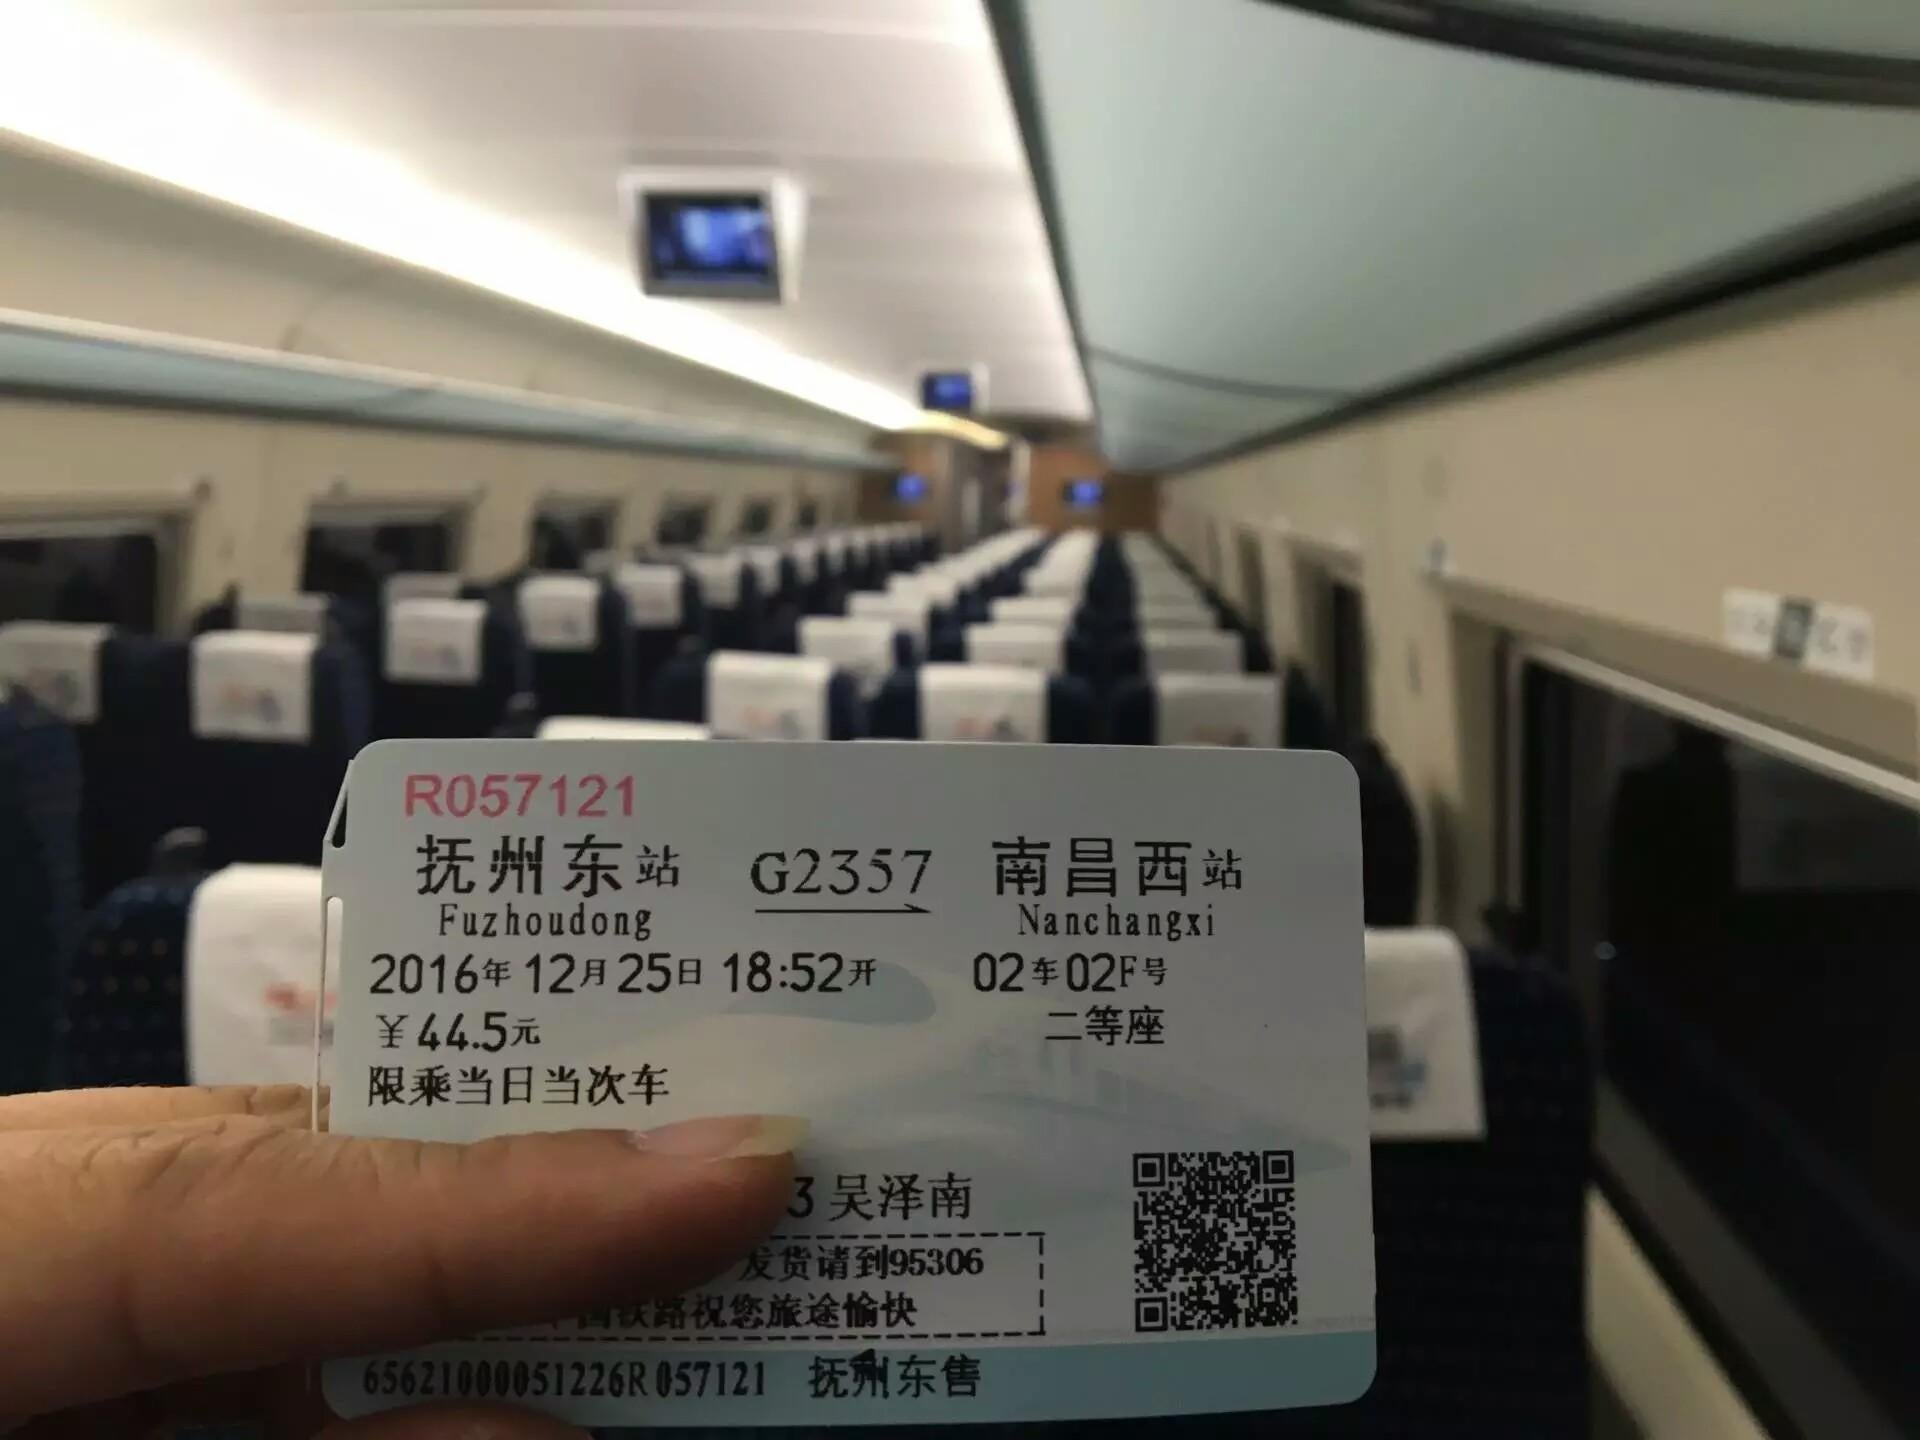 R057121
抚州东站 G2357 南昌西站
Fuzhoudong Nanchangxi
2016年12月25日 18:52开 02车02F号
￥44.5元 二等座
限乘当日当次车
3吴泽南
发货请到95306
国铁路祝您旅途愉快
65621000051226R057121 抚州东售